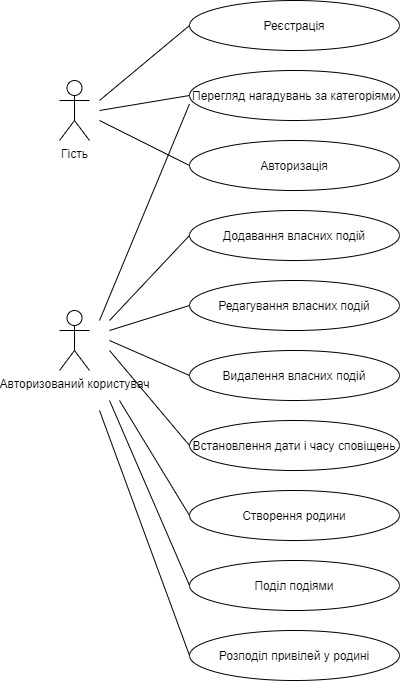 Реєстрація
Перегляд нагадувань за категоріями
Гість
Авторизація
Додавання власних подій
Редагування власних подій
Авторизований користувач
Видалення власних подій
Встановлення дати і часу сповіщень
Створення родини
Поділ подіями
Розподіл привілей у родині